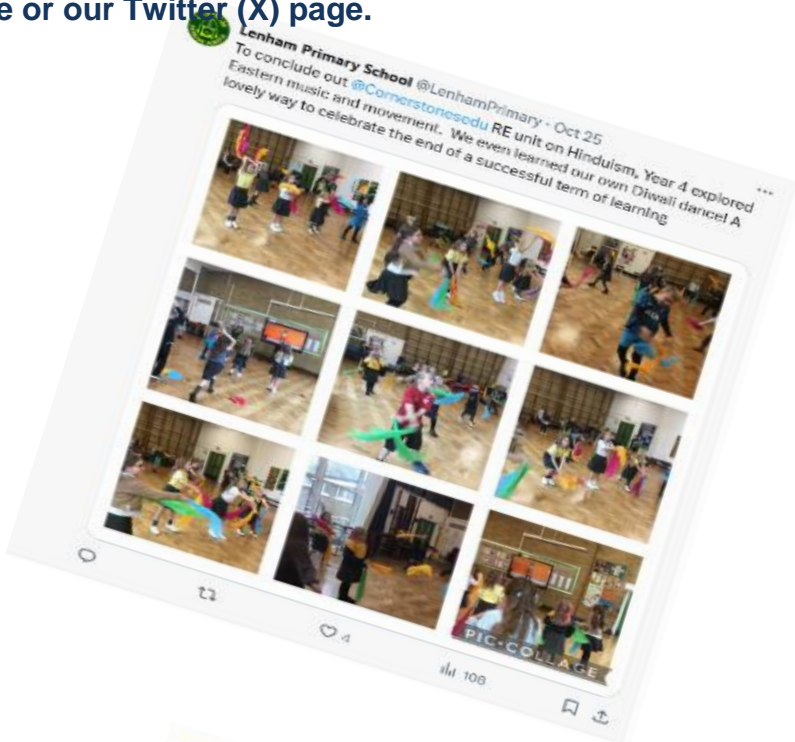 e or our Twitter (X) page.
Lenham Primary School @LenhamPrimary · Oct 25
To conclude out @Cornerstonesedu RE unit on Hinduism, Year 4 explored
Eastern music and movement. We even learned our own Diwali dance! A
lovely way to celebrate the end of a successful term of learning
PIC•COLLAGE
4
108